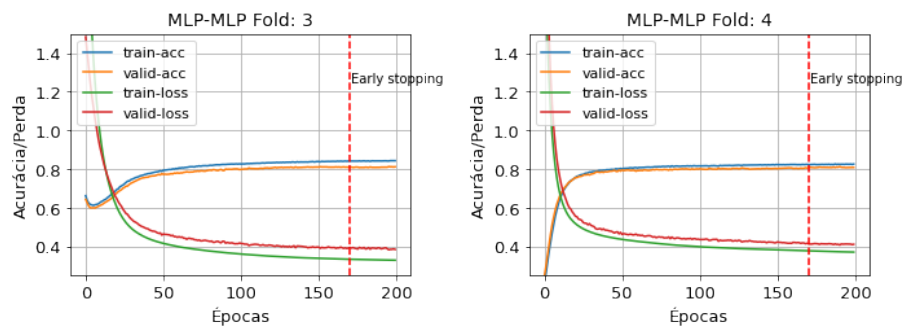 MLP-MLP Fold: 3
1.4
1.2
1.0
0.8
0.6
0.4
Acurácia/Perda
train-acc
valid-acc
train-loss
valid-loss
Early stopping
0 50 100 150 200
Épocas
MLP-MLP Fold: 4
1.4
1.2
1.0
0.8
0.6
0.4
Acurácia/Perda
train-acc
valid-acc
train-loss
valid-loss
Early stopping
0 50 100 150 200
Épocas